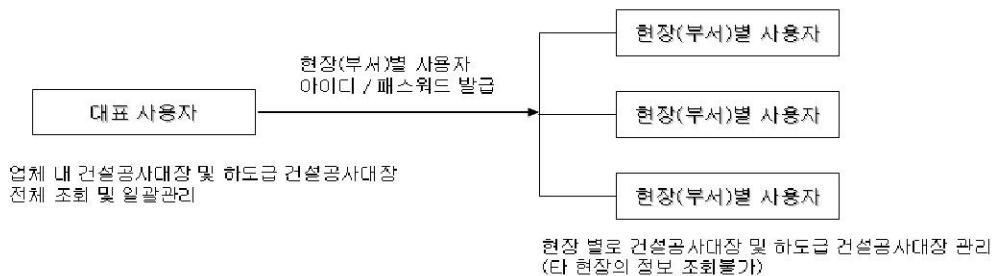 현장(부서)별 사용자
현장(부서)별 사용자
아이디 / 패스워드 발급
대표 사용자
현장(부서)별 사용자
업체 내 건설공사대장 및 하도급 건설공사대장
전체 조회 및 일괄관리
현장(부서)별 사용자
현장 별로 건설공사대장 및 하도급 건설공사대장 관리
(타 현장의 정보 조회불가)